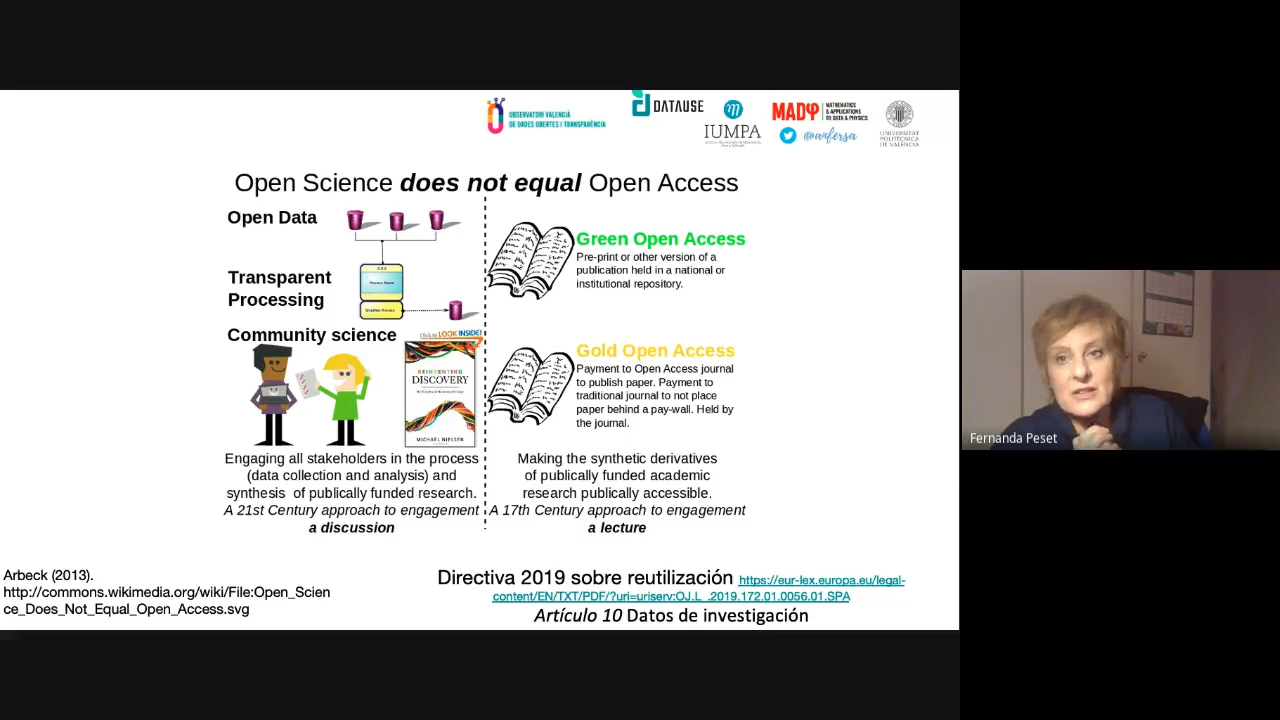 OBSERVATORI VALENCIÀ
DE DADES OBERTES I TRANSPARÈNCIA
DATAUSE
IUMPA
MADφ
MATHEMATICS
& APPLICATIONS
TO DATA & PHYSICS
@anfersa
UNIVERSITAT
POLITÈCNICA
DE VALÈNCIA
Open Science does not equal Open Access
Open Data
Transparent
Processing
Community science
LOOK INSIDE!
REINVENTING
DISCOVERY
MICHAEL NIELSEN
Engaging all stakeholders in the process
(data collection and analysis) and
synthesis of publically funded research.
A 21st Century approach to engagement
a discussion
Green Open Access
Pre-print or other version of a
publication held in a national or
institutional repository.
Gold Open Access
Payment to Open Access journal
to publish paper. Payment to
traditional journal to not place
paper behind a pay-wall. Held by
the journal.
Making the synthetic derivatives
of publically funded academic
research publically accessible.
A 17th Century approach to engagement
a lecture
Arbeck (2013).
http://commons.wikimedia.org/wiki/File:Open_Scien
ce_Does_Not_Equal_Open_Access.svg
Directiva 2019 sobre reutilización https://eur-lex.europa.eu/legal-
content/EN/TXT/PDF/?uri=uriserv:OJ.L_.2019.172.01.0056.01.SPA
Artículo 10 Datos de investigación
Fernanda Peset